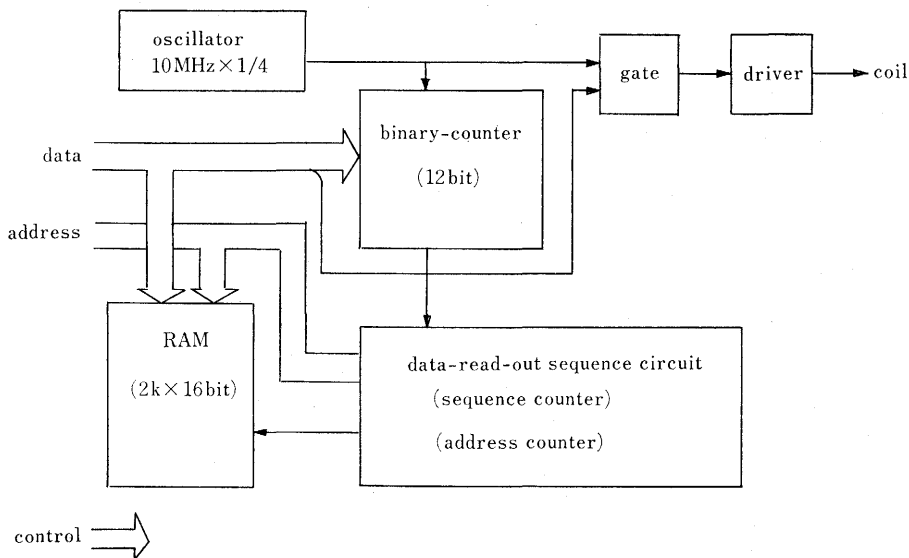 oscillator
10MHz×1/4
gate
driver
coil
binary-counter
(12bit)
data
address
RAM
(2k×16bit)
data-read-out sequence circuit
(sequence counter)
(address counter)
control